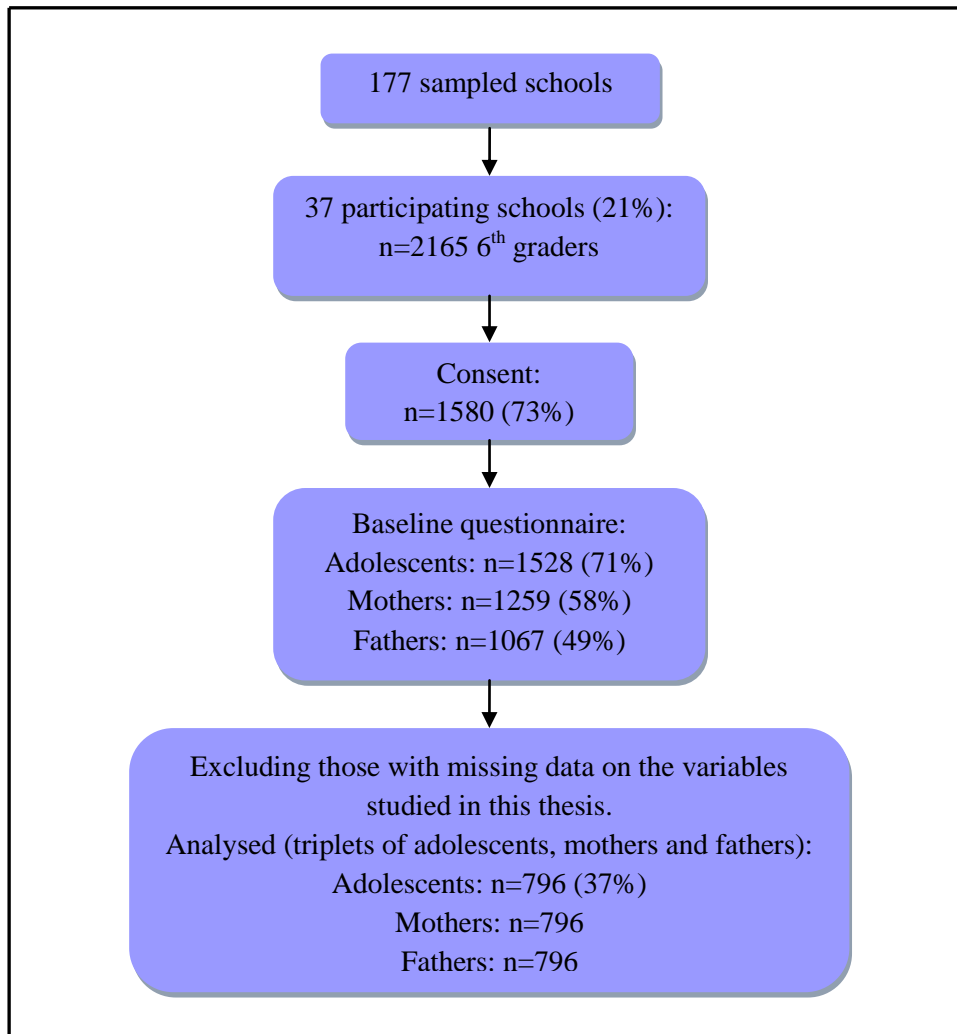 177 sampled schools
37 participating schools (21%):
n=2165 6th graders
Consent:
n=1580 (73%)
Baseline questionnaire:
Adolescents: n=1528 (71%)
Mothers: n=1259 (58%)
Fathers: n=1067 (49%)
Excluding those with missing data on the variables
studied in this thesis.
Analysed (triplets of adolescents, mothers and fathers):
Adolescents: n=796 (37%)
Mothers: n=796
Fathers: n=796